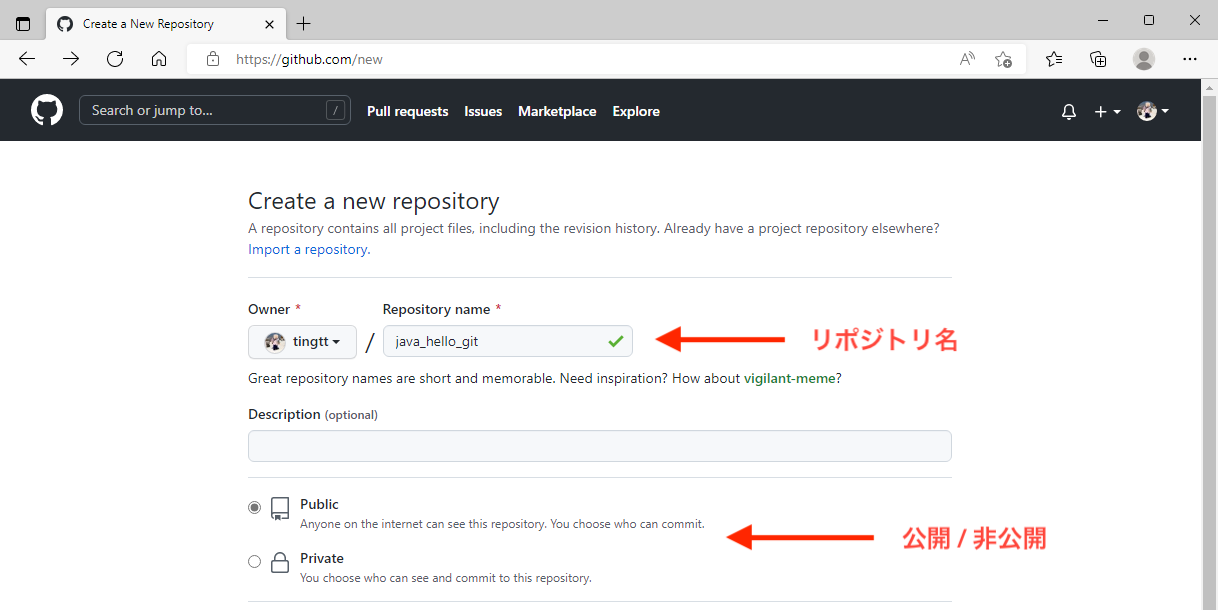 Create a New Repository
https://github.com/new
Search or jump to... /
Pull requests Issues Marketplace Explore
Create a new repository
A repository contains all project files, including the revision history. Already have a project repository elsewhere?
Import a repository.
Owner * Repository name *
tingtt / java_hello_git
リポジトリ名
Great repository names are short and memorable. Need inspiration? How about vigilant-meme?
Description (optional)
Public
Anyone on the internet can see this repository. You choose who can commit.
公開 / 非公開
Private
You choose who can see and commit to this repository.